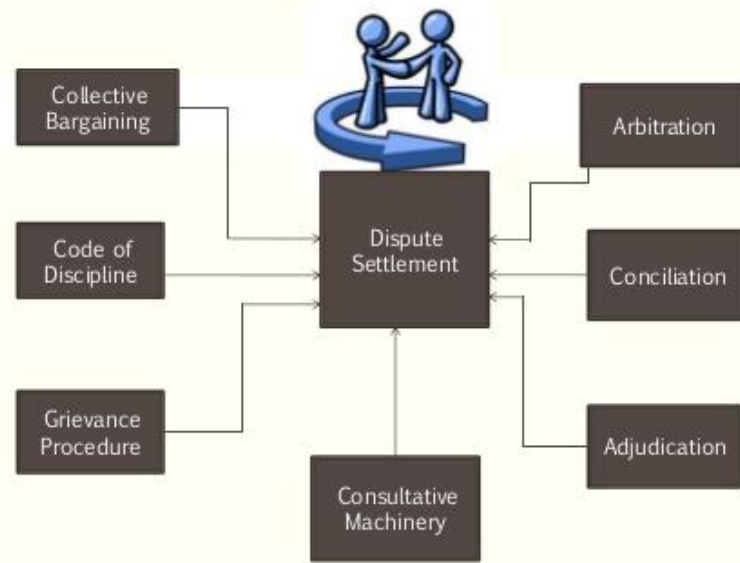 Collective
Bargaining
Arbitration
Code of
Discipline
Dispute
Settlement
Conciliation
Grievance
Procedure
Adjudication
Consultative
Machinery